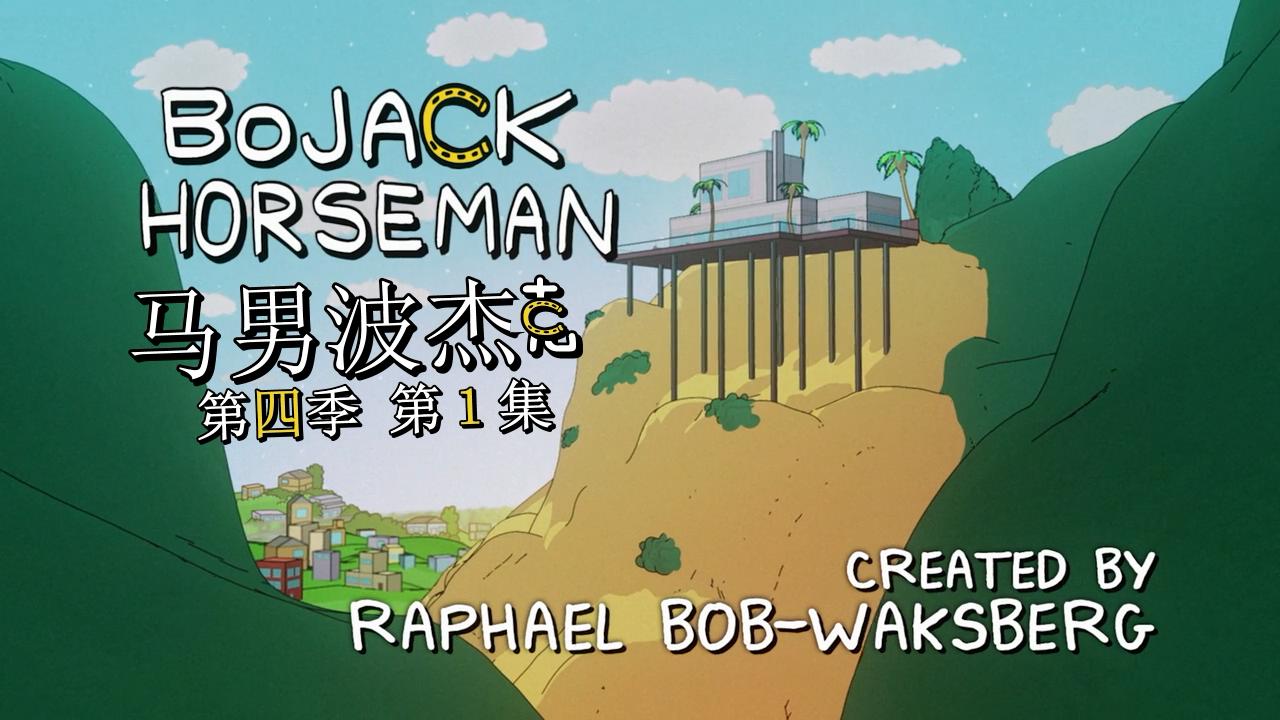 BOJACK
HORSEMAN
马男波杰克
第四季 第1集
CREATED BY
RAPHAEL BOB-WAKSBERG